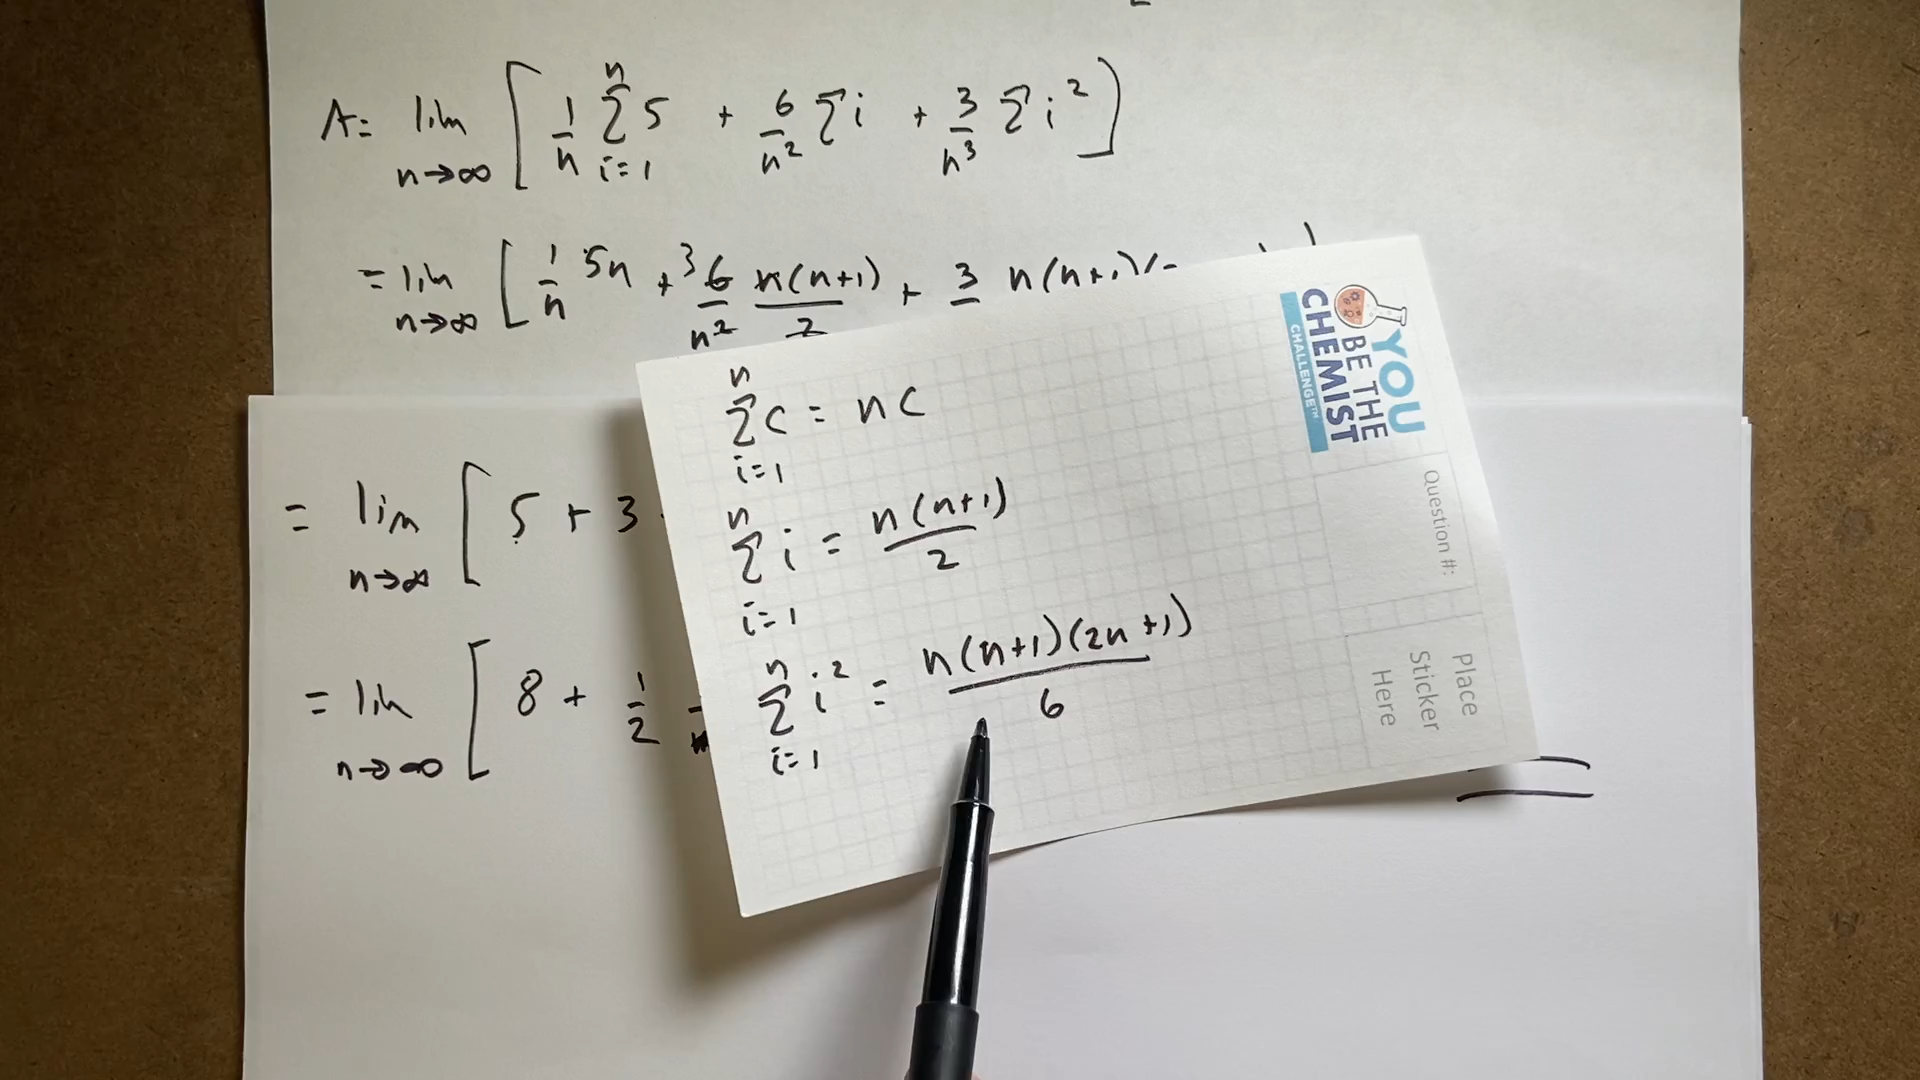 A = lim n→∞ [ 1/n Σ i=1 n 5 + 6/n² Σ i + 3/n³ Σ i² ]
= lim n→∞ [ 1/n 5n + 3 6/n² n(n+1)/2 + 3 n(n+1)(
= lim n→∞ [ 5 + 3
= lim n→∞ [ 8 + 1/2
n Σ i=1 c = nc
n Σ i=1 i = n(n+1)/2
n Σ i=1 i² = n(n+1)(2n+1)/6
YOU
BE THE
CHEMIST
CHALLENGE™
Question #:
Place
Sticker
Here